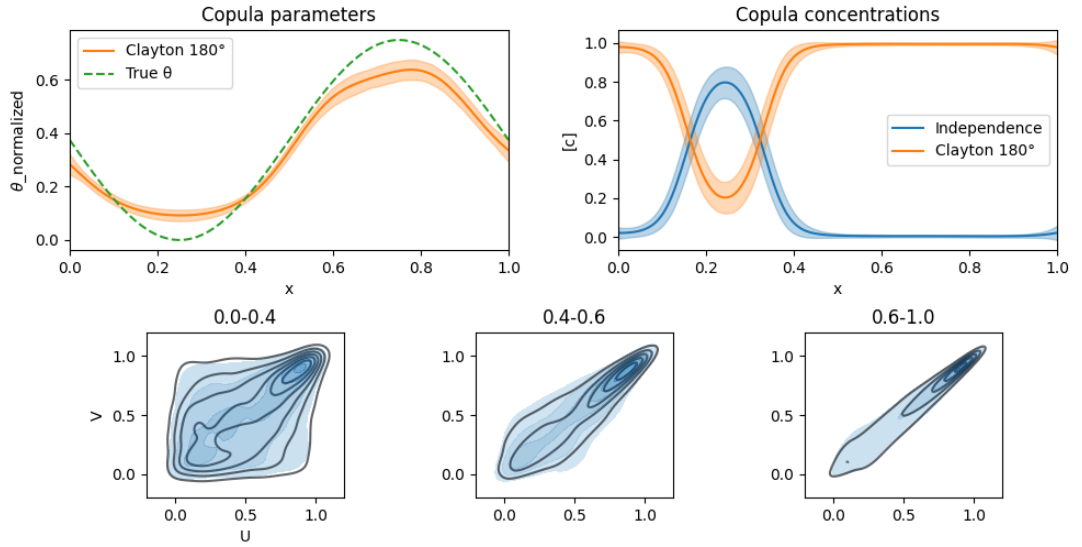 Copula parameters
Clayton 180°
True θ
θ_normalized
0.6
0.4
0.2
0.0
0.0 0.2 0.4 0.6 0.8 1.0
x
Copula concentrations
[c]
1.0
0.8
0.6
0.4
0.2
0.0
Independence
Clayton 180°
0.0 0.2 0.4 0.6 0.8 1.0
x
0.0-0.4
V
1.0
0.5
0.0
0.0 0.5 1.0
U
0.4-0.6
1.0
0.5
0.0
0.0 0.5 1.0
0.6-1.0
1.0
0.5
0.0
0.0 0.5 1.0